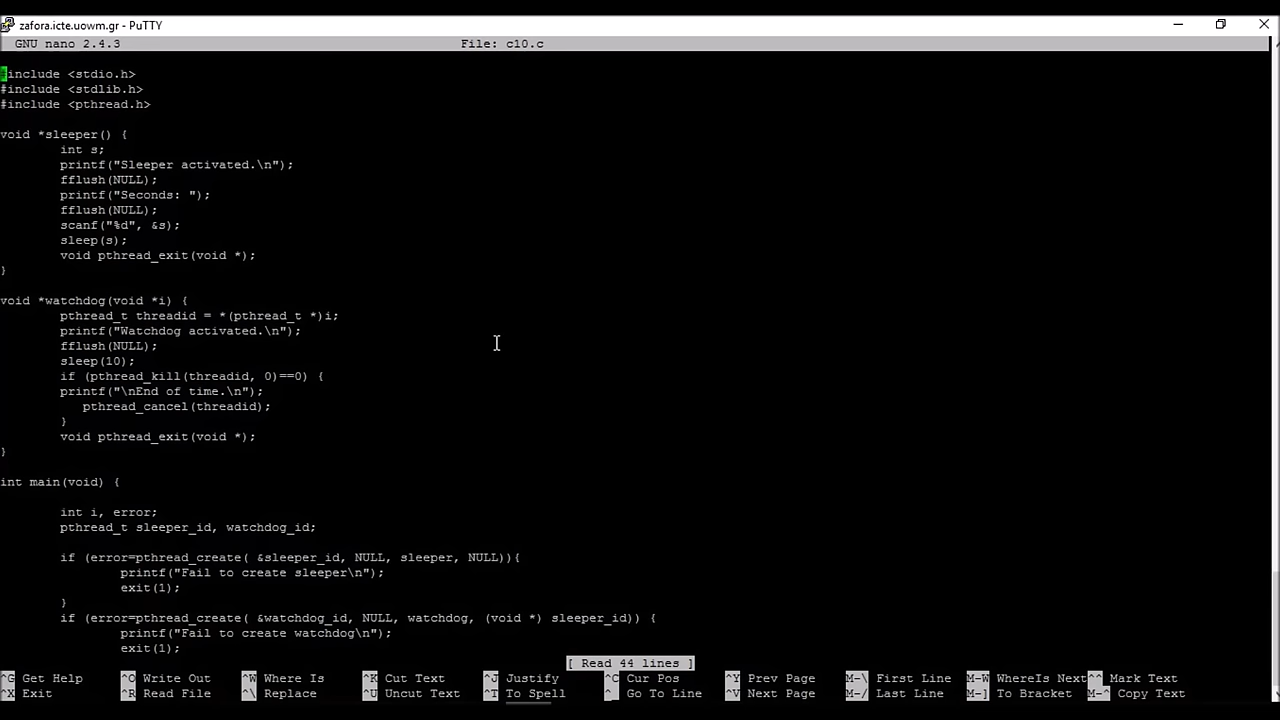 zafora.icte.uowm.gr - PuTTY
GNU nano 2.4.3 File: c10.c
#include <stdio.h>
#include <stdlib.h>
#include <pthread.h>
void *sleeper() {
int s;
printf("Sleeper activated.\n");
fflush(NULL);
printf("Seconds: ");
fflush(NULL);
scanf("%d", &s);
sleep(s);
void pthread_exit(void *);
}
void *watchdog(void *i) {
pthread_t threadid = *(pthread_t *)i;
printf("Watchdog activated.\n");
fflush(NULL);
sleep(10);
if (pthread_kill(threadid, 0)==0) {
printf("\nEnd of time.\n");
pthread_cancel(threadid);
}
void pthread_exit(void *);
}
int main(void) {
int i, error;
pthread_t sleeper_id, watchdog_id;
if (error=pthread_create( &sleeper_id, NULL, sleeper, NULL)){
printf("Fail to create sleeper\n");
exit(1);
}
if (error=pthread_create( &watchdog_id, NULL, watchdog, (void *) sleeper_id)) {
printf("Fail to create watchdog\n");
exit(1);
[ Read 44 lines ]
^G Get Help ^O Write Out ^W Where Is ^K Cut Text ^J Justify ^C Cur Pos ^Y Prev Page M-\ First Line M-W WhereIs Next ^^ Mark Text
^X Exit ^R Read File ^\ Replace ^U Uncut Text ^T To Spell ^_ Go To Line ^V Next Page M-/ Last Line M-] To Bracket M-^ Copy Text